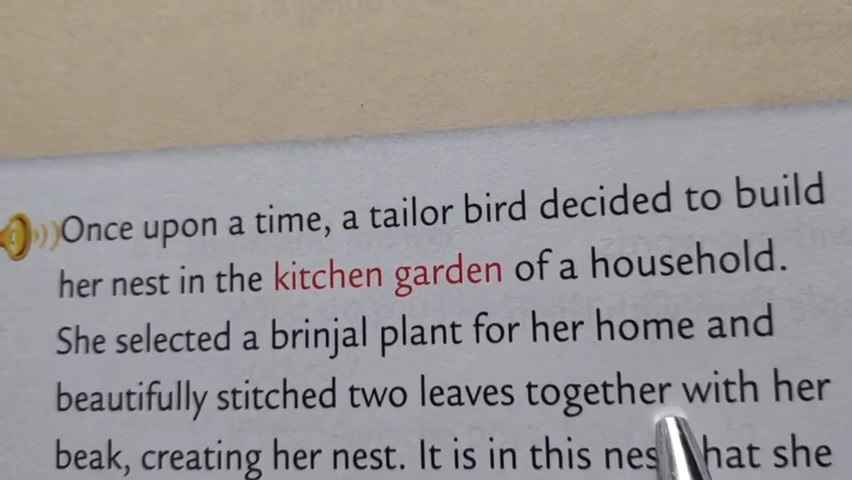 Once upon a time, a tailor bird decided to build
her nest in the kitchen garden of a household.
She selected a brinjal plant for her home and
beautifully stitched two leaves together with her
beak, creating her nest. It is in this she